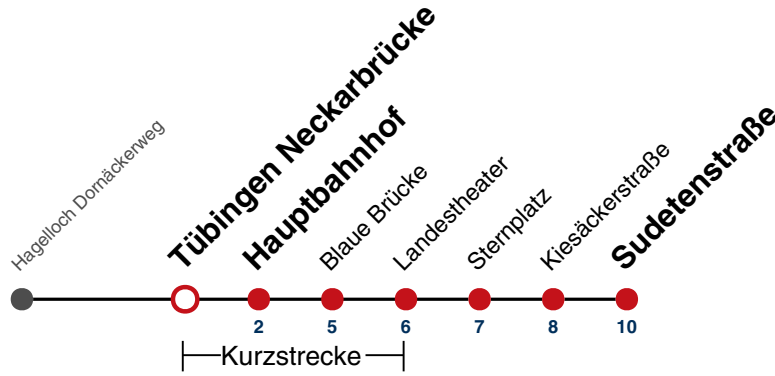 Hagelloch Dornäckerweg
Tübingen Neckarbrücke
Hauptbahnhof
Blaue Brücke
Landestheater
Sternplatz
Kiesäckerstraße
Sudetenstraße
2 5 6 7 8 10
Kurzstrecke